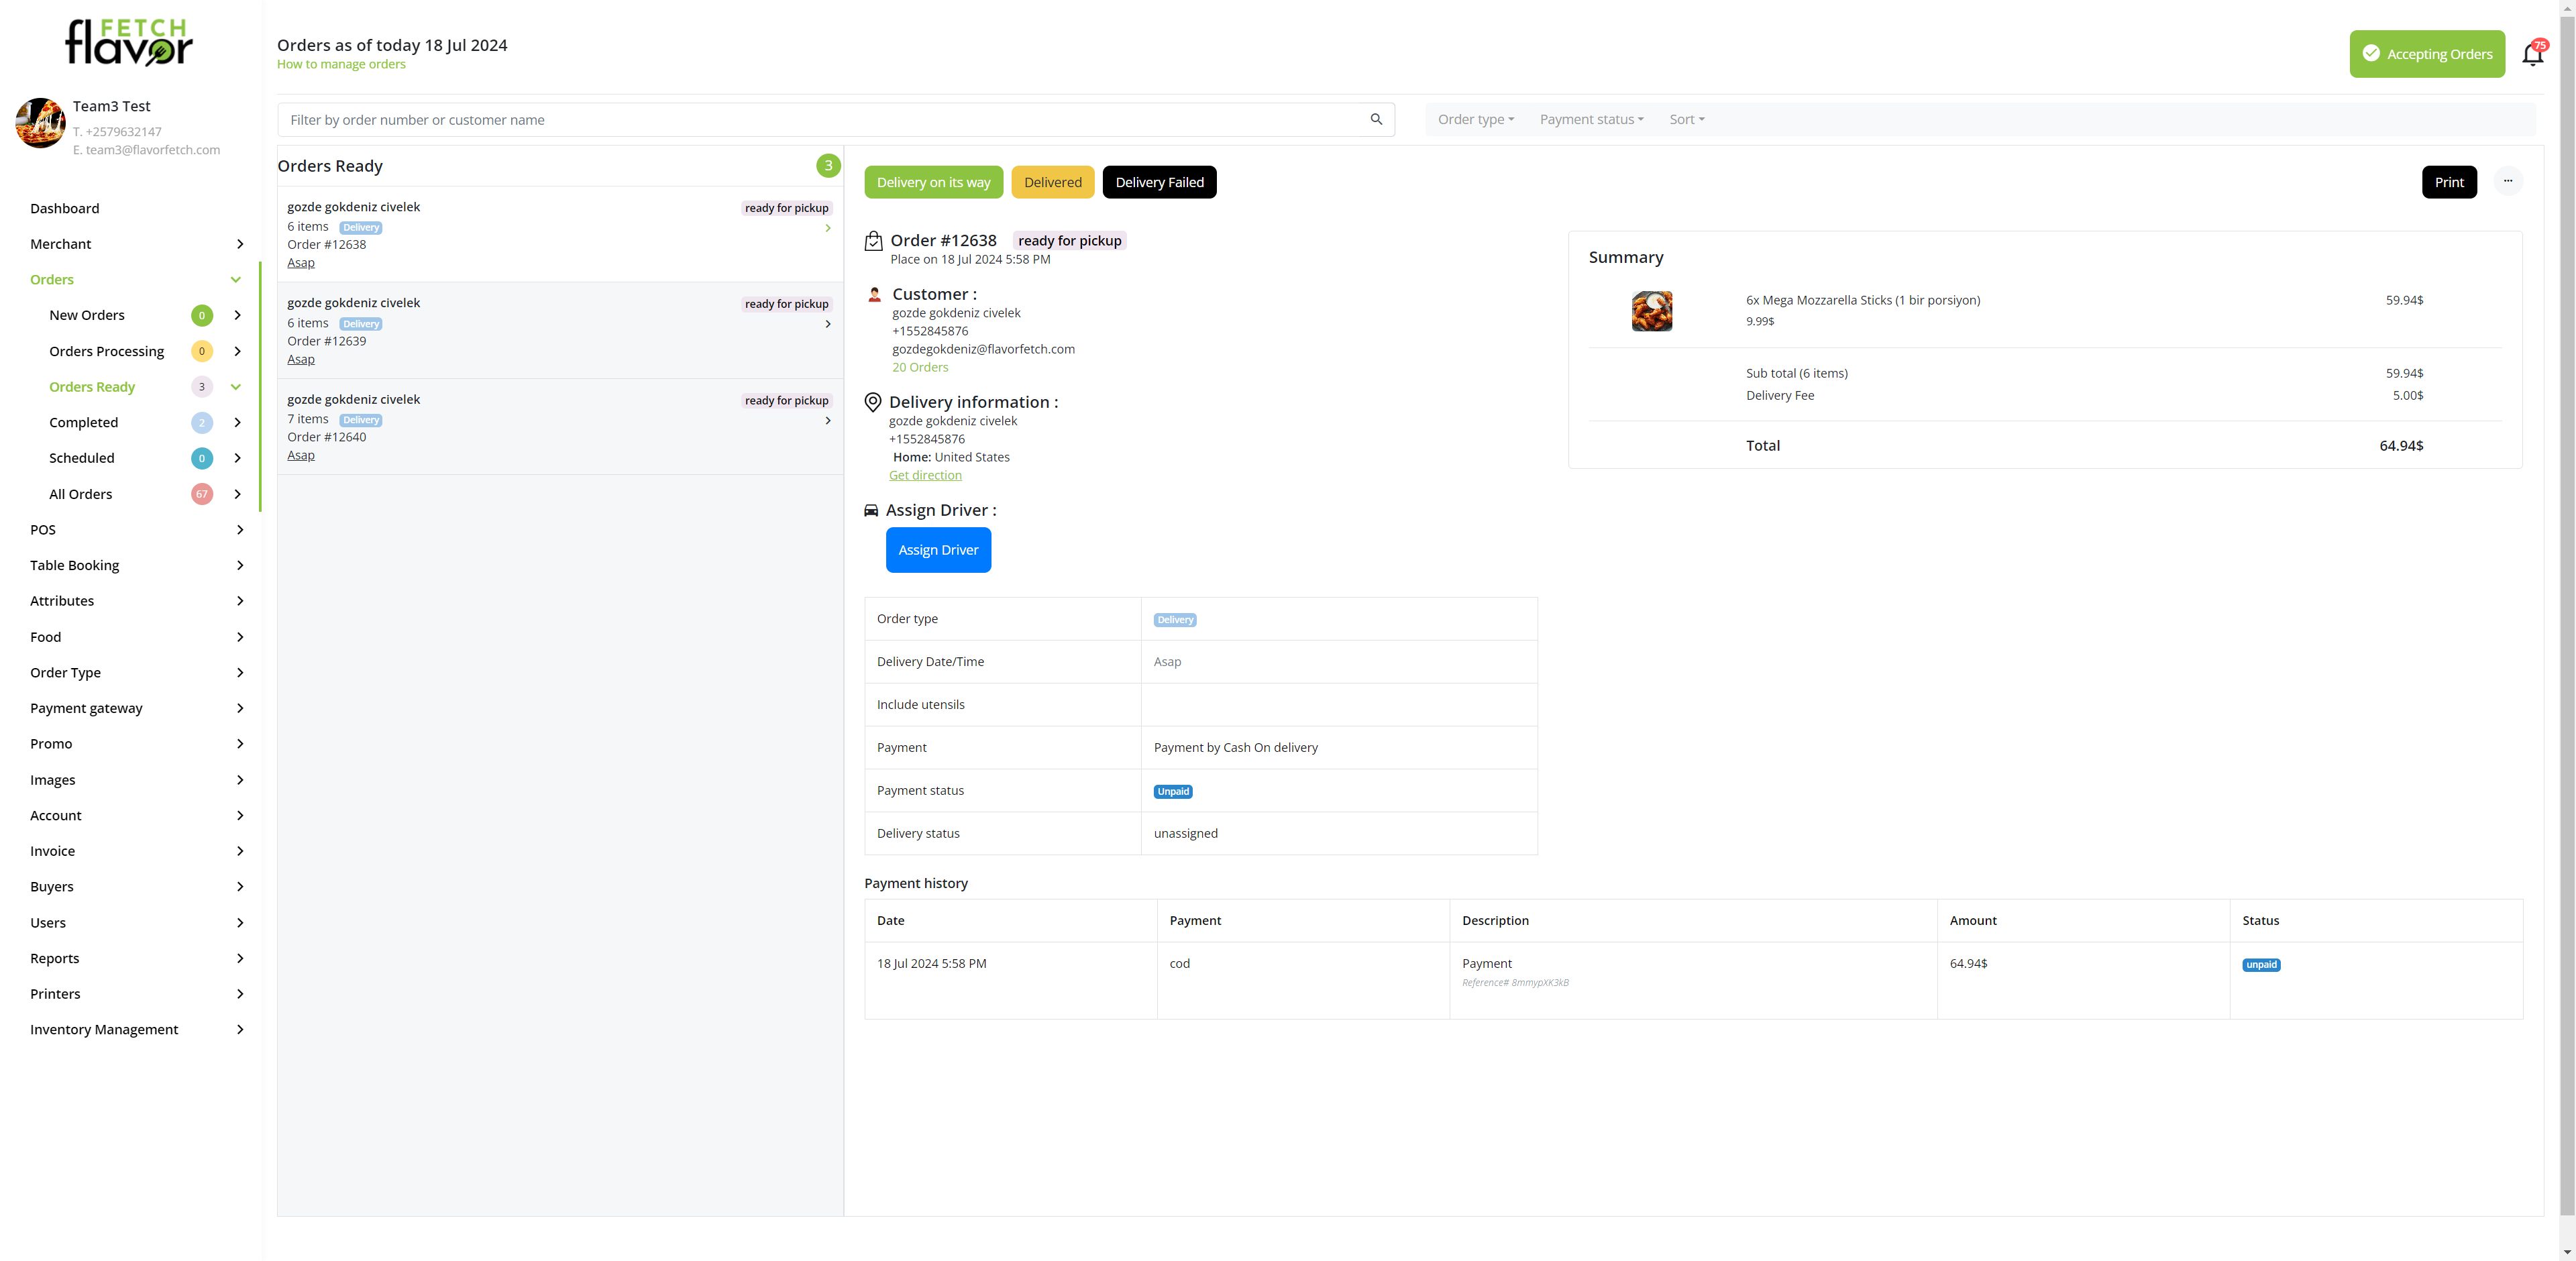 FETCH
flavor
Team3 Test
T. +2579632147
E. team3@flavorfetch.com
Dashboard
Merchant
Orders
New Orders 0
Orders Processing 0
Orders Ready 3
Completed 2
Scheduled 0
All Orders 67
POS
Table Booking
Attributes
Food
Order Type
Payment gateway
Promo
Images
Account
Invoice
Buyers
Users
Reports
Printers
Inventory Management
Orders as of today 18 Jul 2024
How to manage orders
Accepting Orders
75
Filter by order number or customer name
Order type Payment status Sort
Orders Ready 3
gozde gokdeniz civelek ready for pickup
6 items Delivery
Order #12638
Asap
gozde gokdeniz civelek ready for pickup
6 items Delivery
Order #12639
Asap
gozde gokdeniz civelek ready for pickup
7 items Delivery
Order #12640
Asap
Delivery on its way Delivered Delivery Failed Print ...
Order #12638 ready for pickup
Place on 18 Jul 2024 5:58 PM
Customer :
gozde gokdeniz civelek
+1552845876
gozdegokdeniz@flavorfetch.com
20 Orders
Delivery information :
gozde gokdeniz civelek
+1552845876
Home: United States
Get direction
Assign Driver :
Assign Driver
Summary
6x Mega Mozzarella Sticks (1 bir porsiyon) 59.94$
9.99$
Sub total (6 items) 59.94$
Delivery Fee 5.00$
Total 64.94$
Order type Delivery
Delivery Date/Time Asap
Include utensils
Payment Payment by Cash On delivery
Payment status Unpaid
Delivery status unassigned
Payment history
Date Payment Description Amount Status
18 Jul 2024 5:58 PM cod Payment 64.94$ unpaid
Reference# 8mmypXK3kB